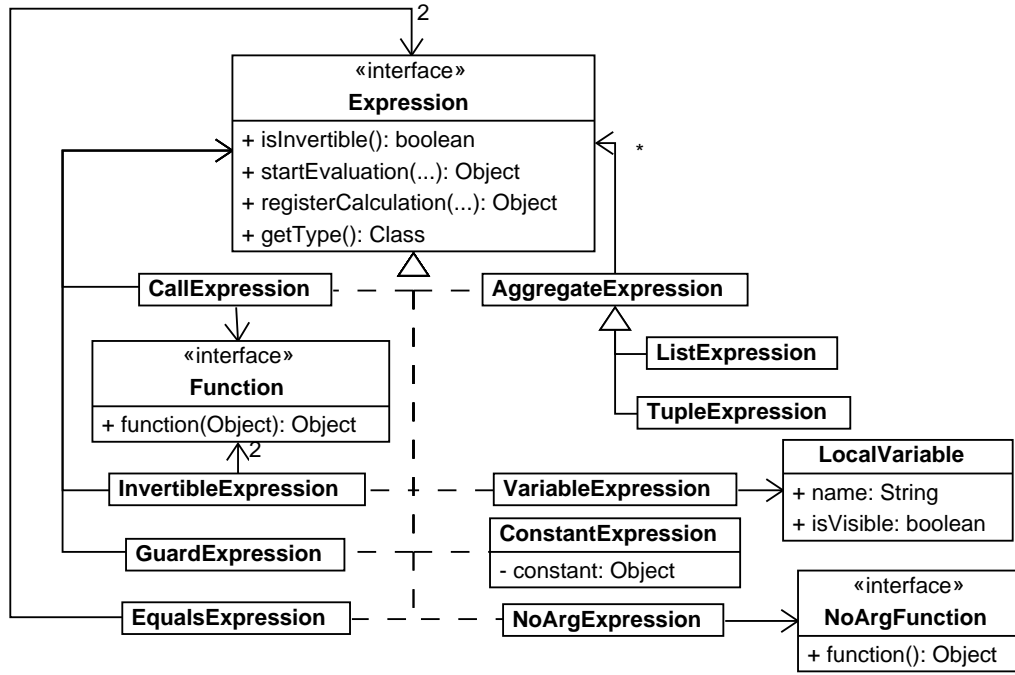 2
«interface»
Expression
+ isInvertible(): boolean
+ startEvaluation(...): Object
+ registerCalculation(...): Object
+ getType(): Class
*
CallExpression
AggregateExpression
«interface»
Function
+ function(Object): Object
2
ListExpression
TupleExpression
InvertibleExpression
VariableExpression
LocalVariable
+ name: String
+ isVisible: boolean
GuardExpression
ConstantExpression
- constant: Object
EqualsExpression
NoArgExpression
«interface»
NoArgFunction
+ function(): Object